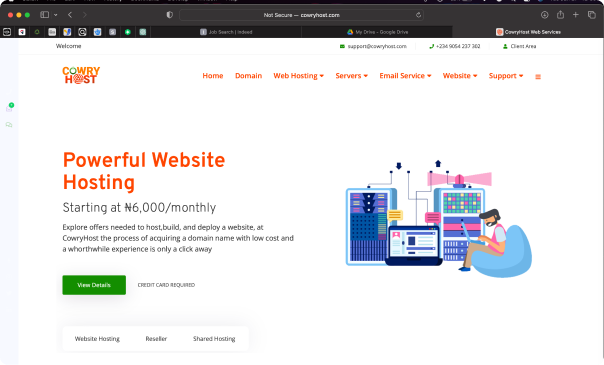 Not Secure — cowryhost.com
Job Search | Indeed
My Drive - Google Drive
CowryHost Web Services
Welcome
support@cowryhost.com
+234 9054 237 302
Client Area
COWRY
H@ST
Home
Domain
Web Hosting
Servers
Email Service
Website
Support
Powerful Website
Hosting
Starting at ₦6,000/monthly
Explore offers needed to host,build, and deploy a website, at
CowryHost the process of acquiring a domain name with low cost and
a whorthwhile experience is only a click away
View Details
CREDIT CARD REQUIRED
Website Hosting
Reseller
Shared Hosting